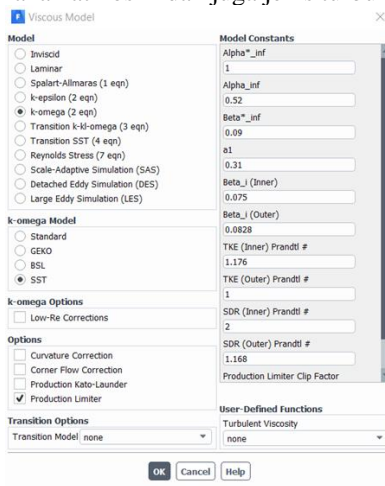 Viscous Model
Model
Inviscid
Laminar
Spalart-Allmaras (1 eqn)
k-epsilon (2 eqn)
k-omega (2 eqn)
Transition k-kl-omega (3 eqn)
Transition SST (4 eqn)
Reynolds Stress (7 eqn)
Scale-Adaptive Simulation (SAS)
Detached Eddy Simulation (DES)
Large Eddy Simulation (LES)
k-omega Model
Standard
GEKO
BSL
SST
k-omega Options
Low-Re Corrections
Options
Curvature Correction
Corner Flow Correction
Production Kato-Launder
Production Limiter
Transition Options
Transition Model none
Model Constants
Alpha*_inf
1
Alpha_inf
0.52
Beta*_inf
0.09
a1
0.31
Beta_i (Inner)
0.075
Beta_i (Outer)
0.0828
TKE (Inner) Prandtl #
1.176
TKE (Outer) Prandtl #
1
SDR (Inner) Prandtl #
2
SDR (Outer) Prandtl #
1.168
Production Limiter Clip Factor
User-Defined Functions
Turbulent Viscosity
none
OK Cancel Help